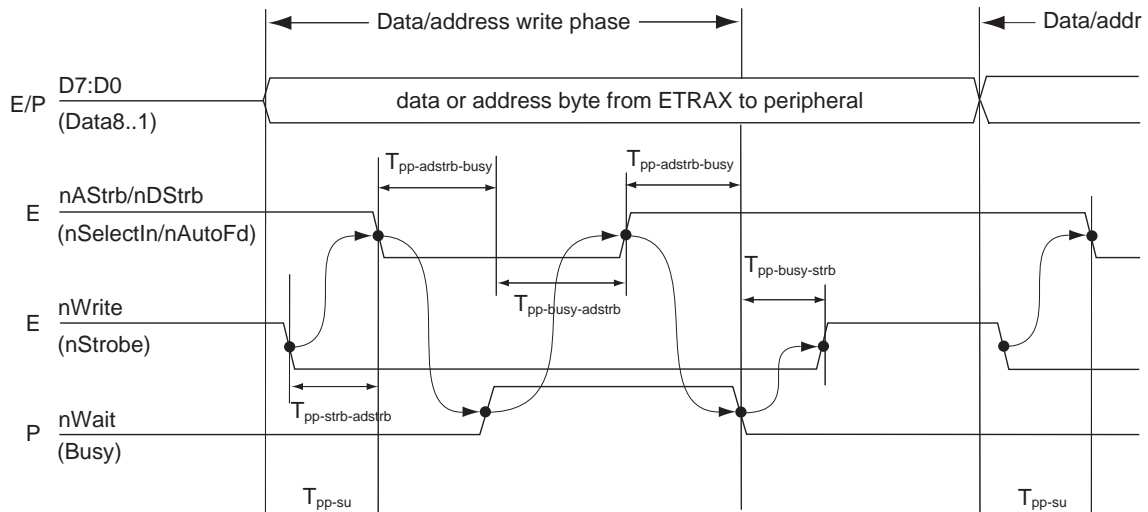 Data/address write phase
Data/addr
E/P
D7:D0
(Data8..1)
data or address byte from ETRAX to peripheral
Tpp-adstrb-busy
Tpp-adstrb-busy
E
nAStrb/nDStrb
(nSelectIn/nAutoFd)
Tpp-busy-strb
Tpp-busy-adstrb
E
nWrite
(nStrobe)
Tpp-strb-adstrb
P
nWait
(Busy)
Tpp-su
Tpp-su